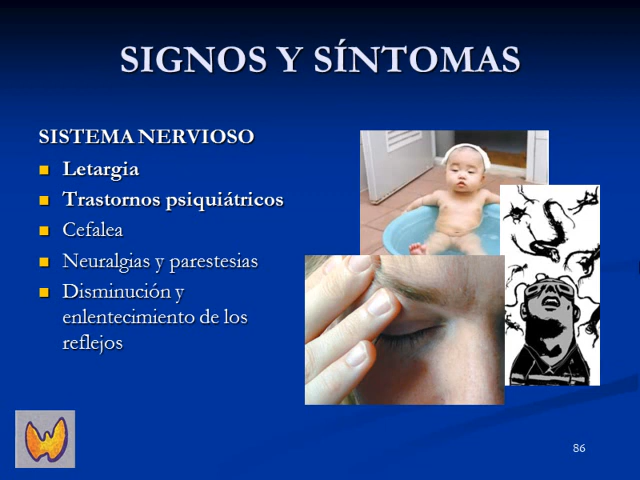 SIGNOS Y SÍNTOMAS
SISTEMA NERVIOSO
Letargia
Trastornos psiquiátricos
Cefalea
Neuralgias y parestesias
Disminución y
enlentecimiento de los
reflejos
86